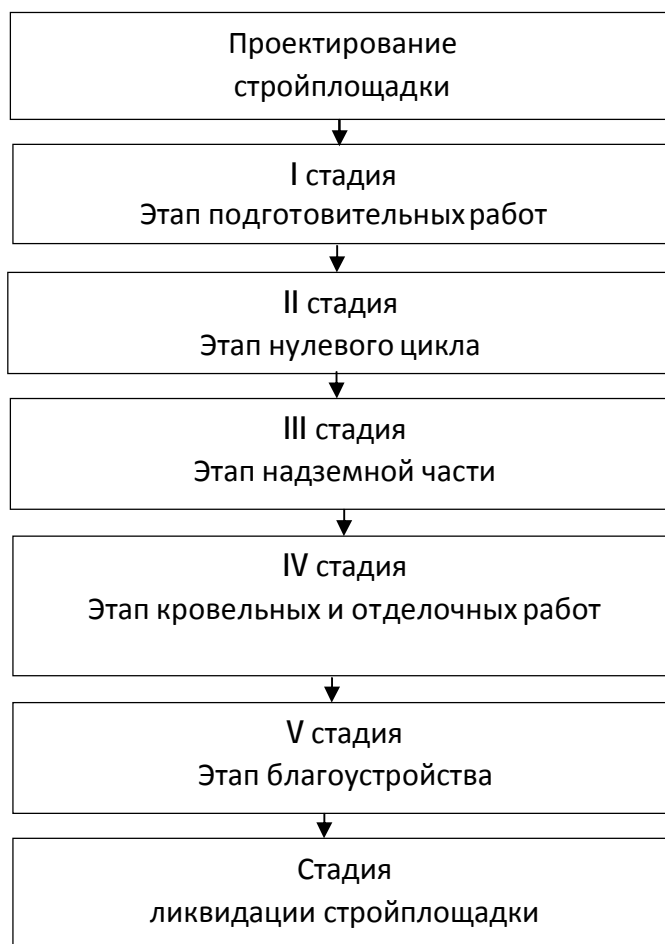 Проектирование
стройплощадки
I стадия
Этап подготовительных работ
II стадия
Этап нулевого цикла
III стадия
Этап надземной части
IV стадия
Этап кровельных и отделочных работ
V стадия
Этап благоустройства
Стадия
ликвидации стройплощадки